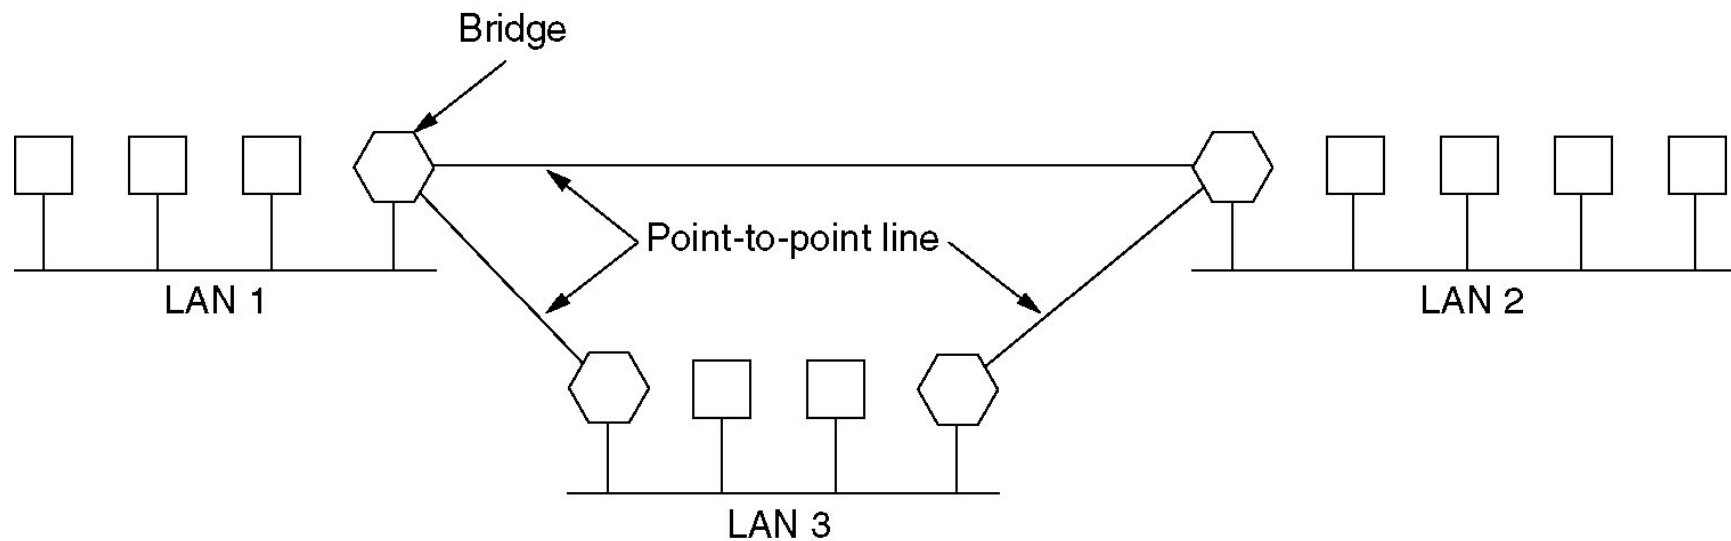 Bridge
Point-to-point line
LAN 1
LAN 2
LAN 3